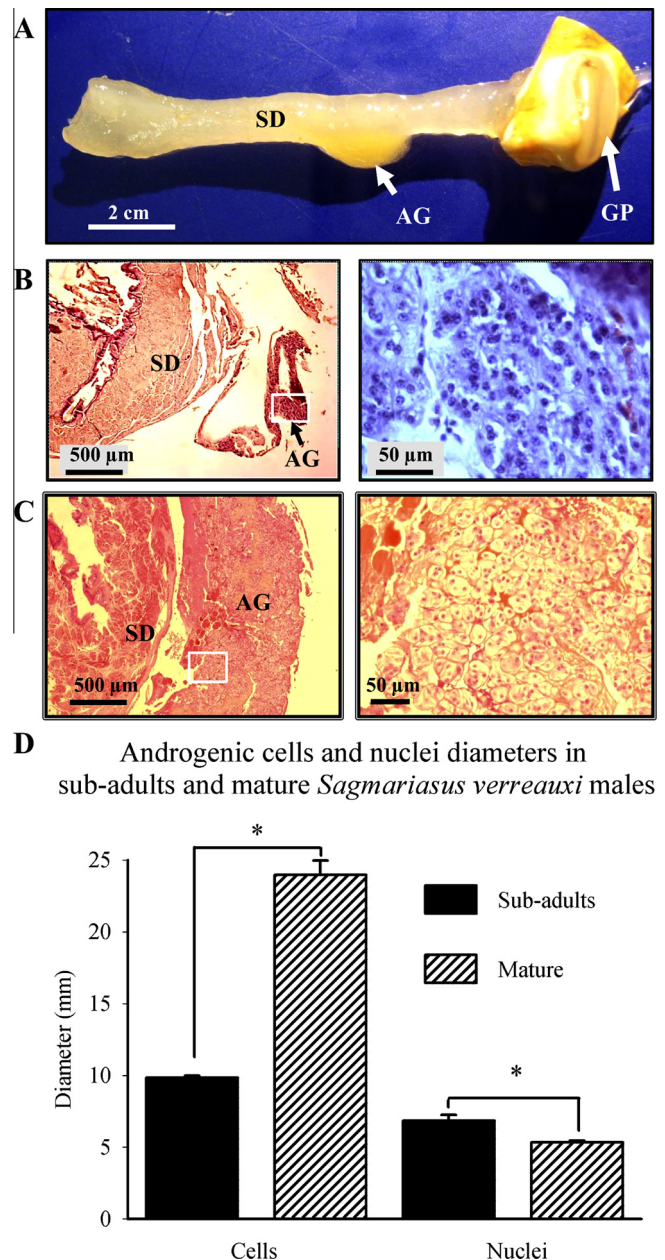 A
SD
2 cm
AG
GP
B
SD
500 µm
AG
50 µm
C
SD
AG
500 µm
50 µm
D
Androgenic cells and nuclei diameters in
sub-adults and mature Sagmariasus verreauxi males
Diameter (mm)
25
20
15
10
5
0
*
*
Sub-adults
Mature
Cells
Nuclei